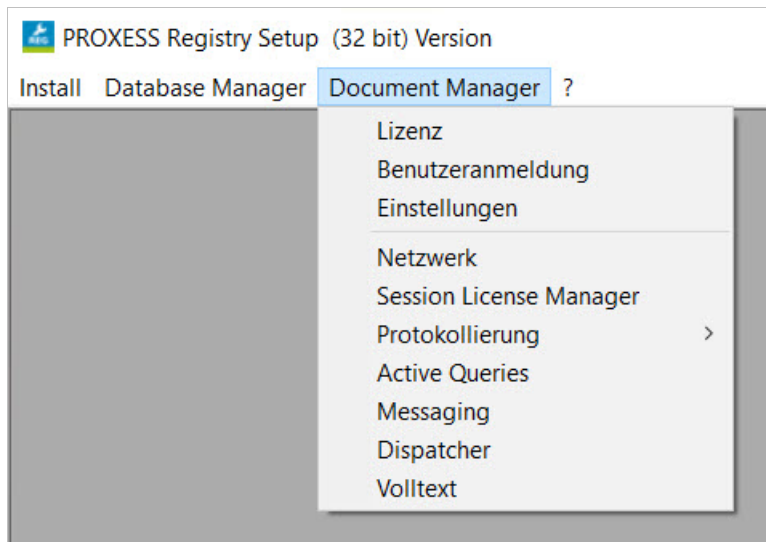 REG
PROXESS Registry Setup (32 bit) Version
Install Database Manager Document Manager ?
Lizenz
Benutzeranmeldung
Einstellungen
Netzwerk
Session License Manager
Protokollierung >
Active Queries
Messaging
Dispatcher
Volltext